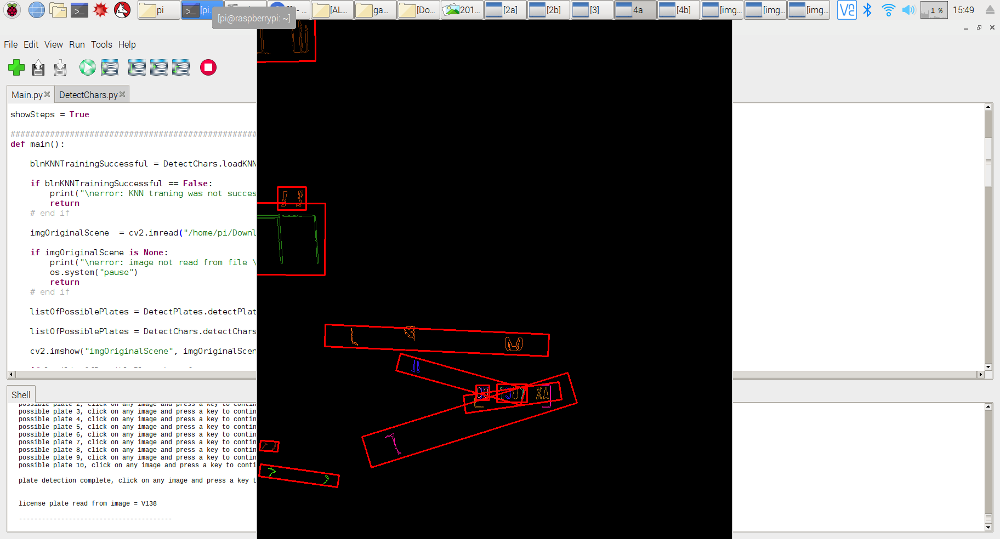 pi
[pi...
- ...
[AL...
ga...
[Do...
201...
[2a]
[2b]
[3]
4a
[4b]
[img...
[img...
[img...
1 %
15:49
[pi@raspberrypi: ~]
File Edit View Run Tools Help
Main.py
DetectChars.py
showSteps = True
##################################################
def main():
blnKNNTrainingSuccessful = DetectChars.loadKNN
if blnKNNTrainingSuccessful == False:
print("\nerror: KNN traning was not succes
return
# end if
imgOriginalScene  = cv2.imread("/home/pi/Downl
if imgOriginalScene is None:
print("\nerror: image not read from file \
os.system("pause")
return
# end if
listOfPossiblePlates = DetectPlates.detectPlat
listOfPossiblePlates = DetectChars.detectChars
cv2.imshow("imgOriginalScene", imgOriginalScen
Shell
possible plate 2, click on any image and press a key to contin
possible plate 3, click on any image and press a key to contin
possible plate 4, click on any image and press a key to contin
possible plate 5, click on any image and press a key to contin
possible plate 6, click on any image and press a key to contin
possible plate 7, click on any image and press a key to contin
possible plate 8, click on any image and press a key to contin
possible plate 9, click on any image and press a key to contin
possible plate 10, click on any image and press a key to conti
plate detection complete, click on any image and press a key t
license plate read from image = V138
---------------------------------------
XA